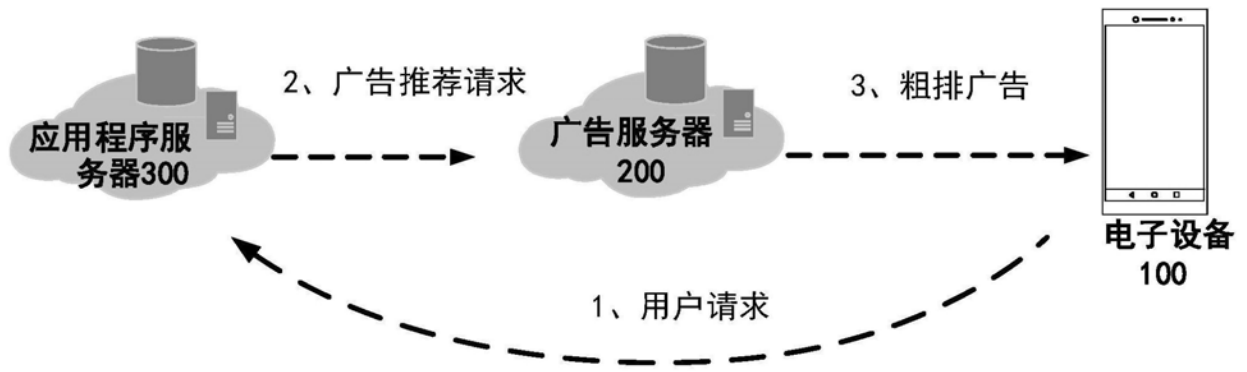 2、广告推荐请求
3、粗排广告
应用程序服
务器300
广告服务器
200
电子设备
100
1、用户请求